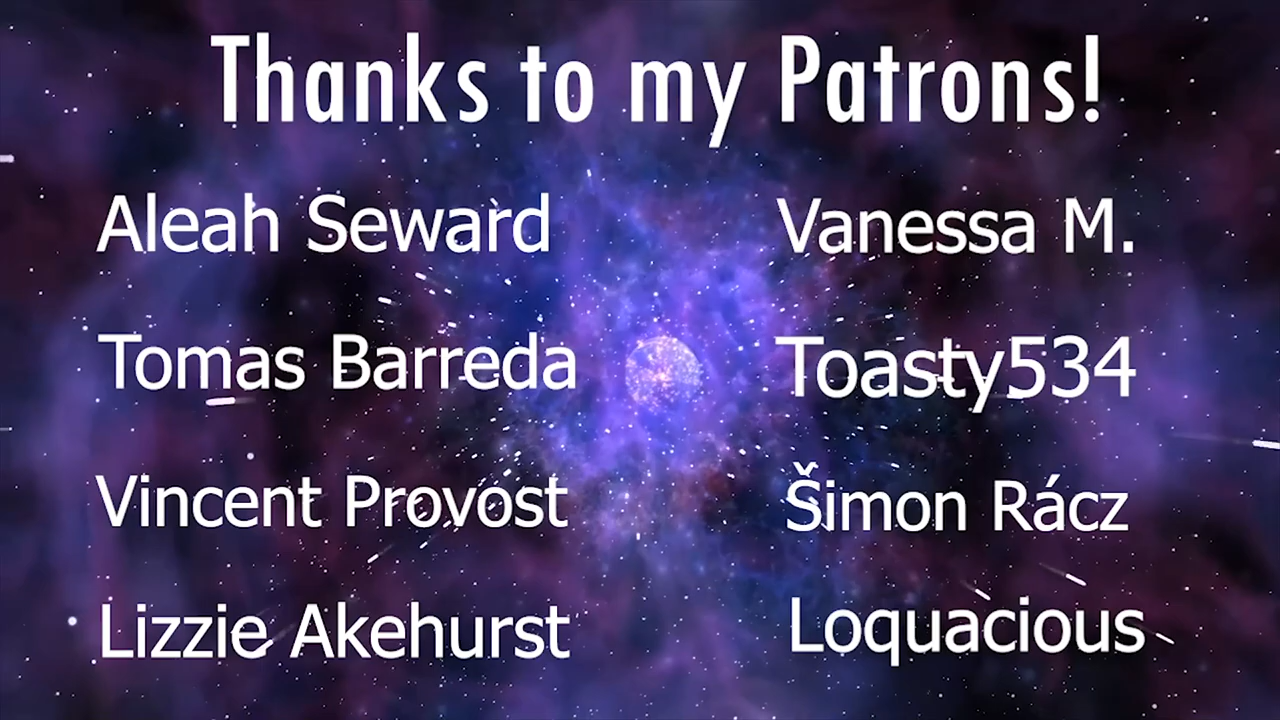 Thanks to my Patrons!
Aleah Seward
Vanessa M.
Tomas Barreda
Toasty534
Vincent Provost
Šimon Rácz
Lizzie Akehurst
Loquacious